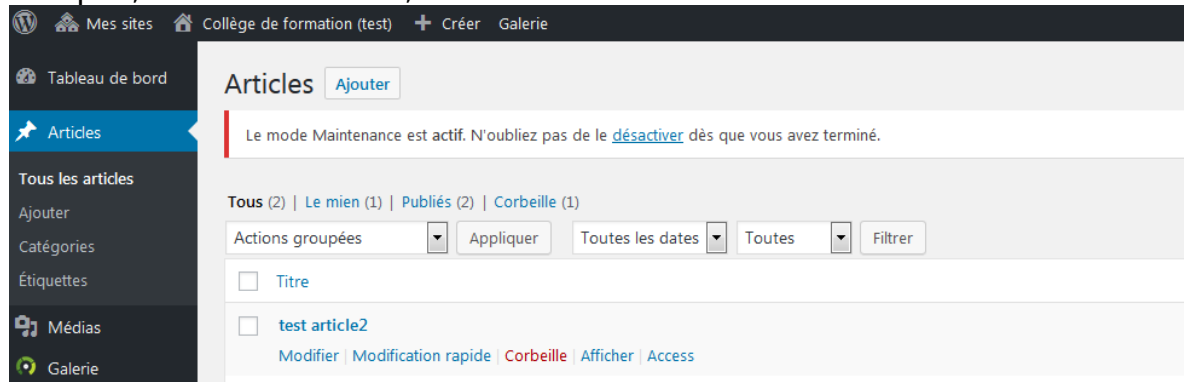 Mes sites Collège de formation (test) + Créer Galerie
Tableau de bord
Articles Ajouter
Articles
Le mode Maintenance est actif. N'oubliez pas de le désactiver dès que vous avez terminé.
Tous les articles
Tous (2) | Le mien (1) | Publiés (2) | Corbeille (1)
Ajouter
Actions groupées Appliquer Toutes les dates Toutes Filtrer
Catégories
Étiquettes
Titre
Médias
test article2
Modifier | Modification rapide | Corbeille | Afficher | Access
Galerie